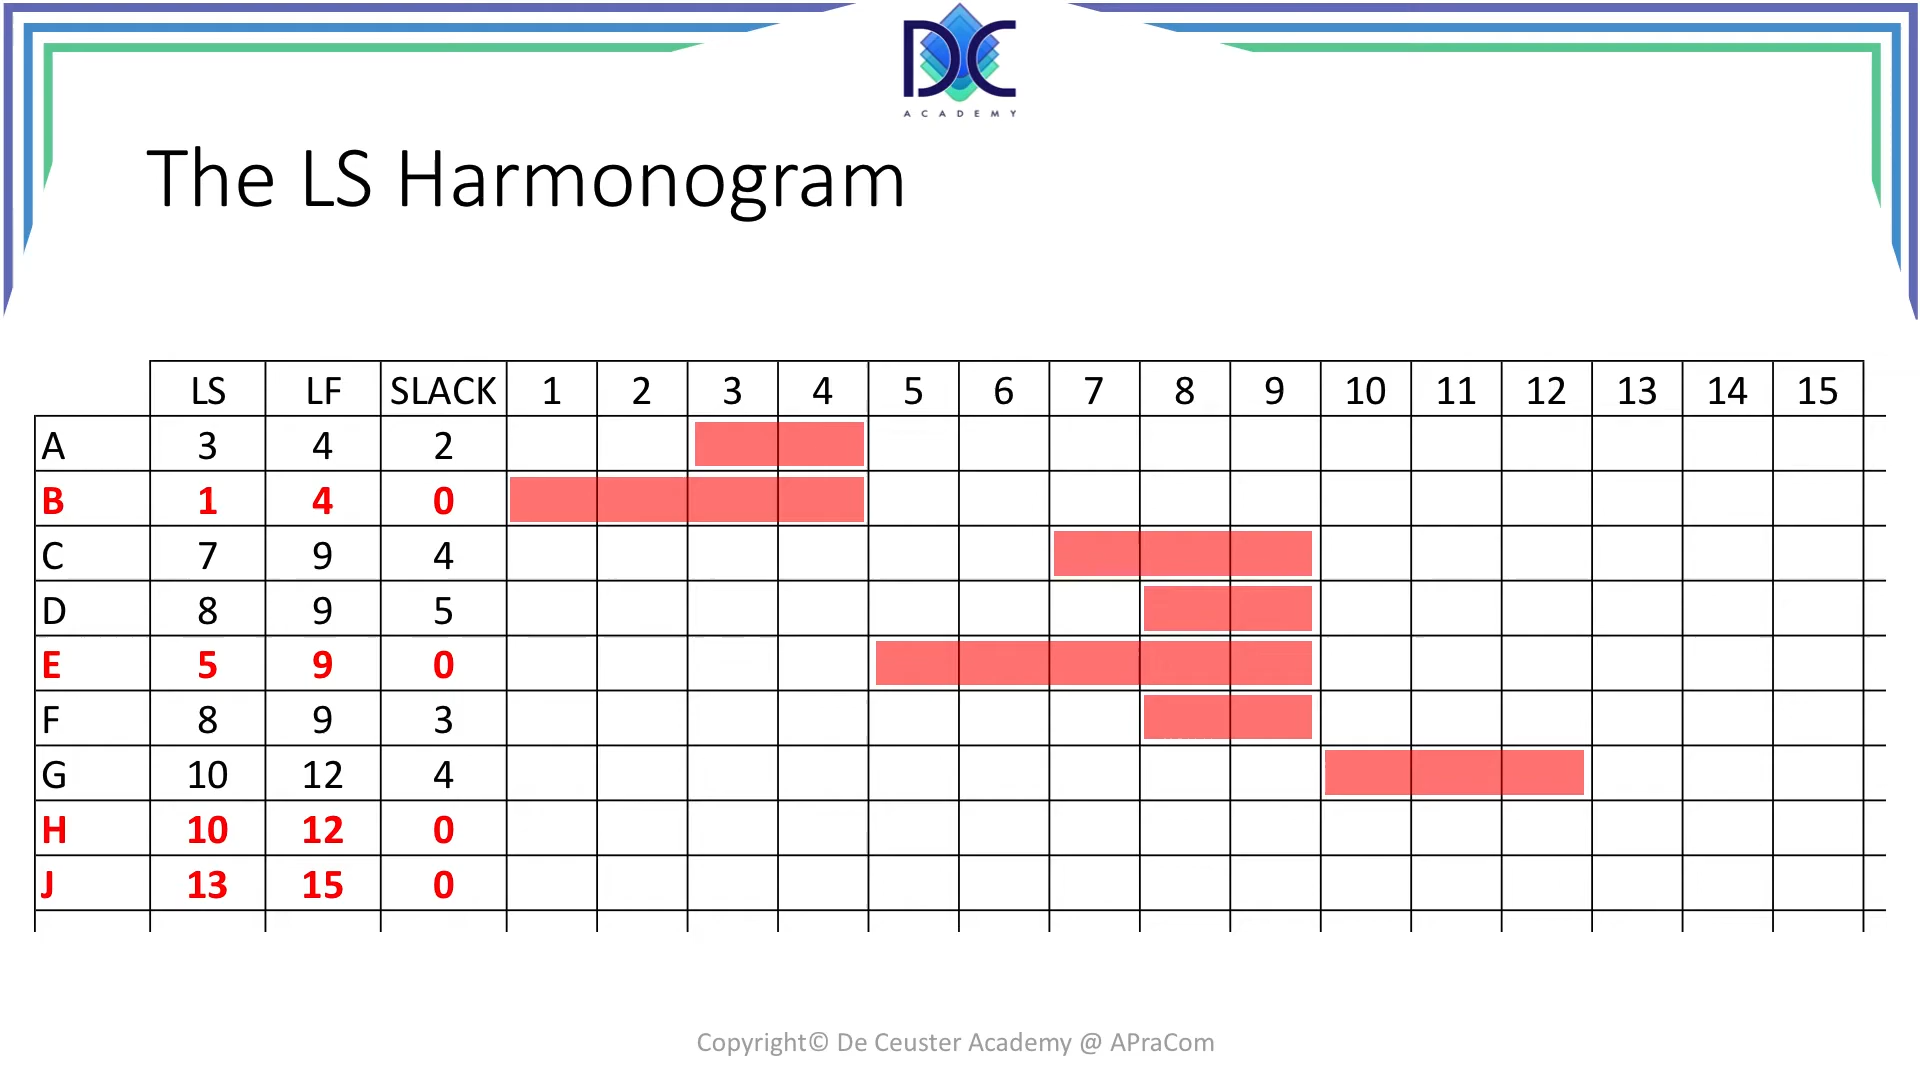 DC
ACADEMY
The LS Harmonogram
LS LF SLACK 1 2 3 4 5 6 7 8 9 10 11 12 13 14 15
A 3 4 2
B 1 4 0
C 7 9 4
D 8 9 5
E 5 9 0
F 8 9 3
G 10 12 4
H 10 12 0
J 13 15 0
Copyright© De Ceuster Academy @ APraCom